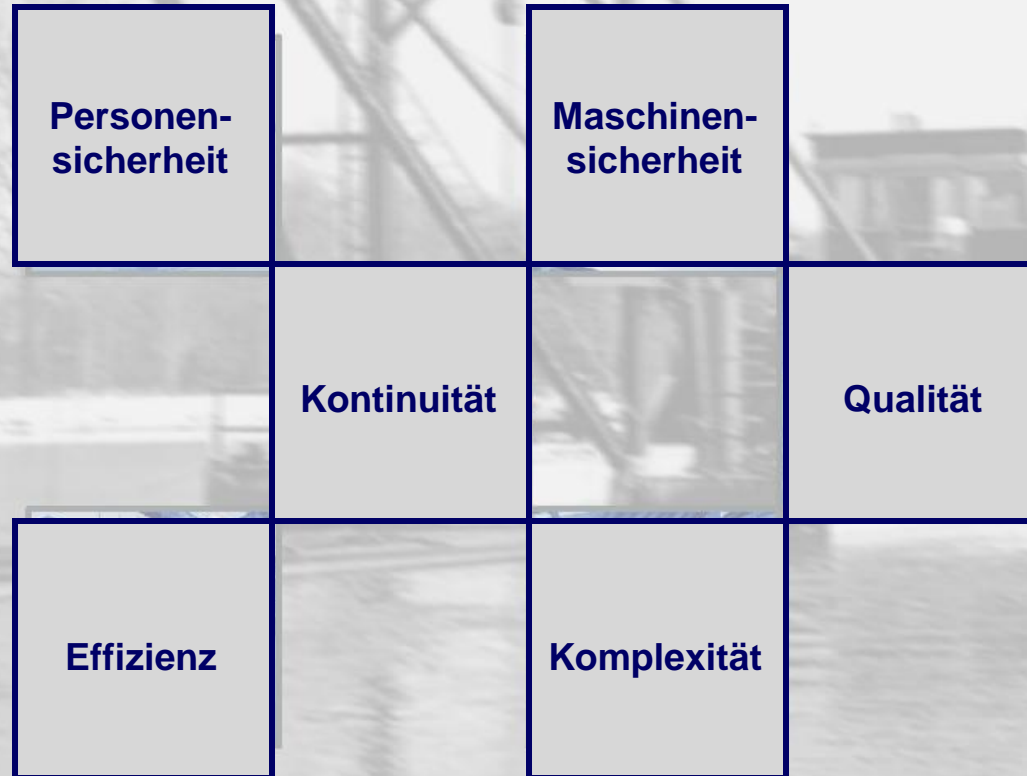 Personen-
sicherheit
Maschinen-
sicherheit
Kontinuität
Qualität
Effizienz
Komplexität